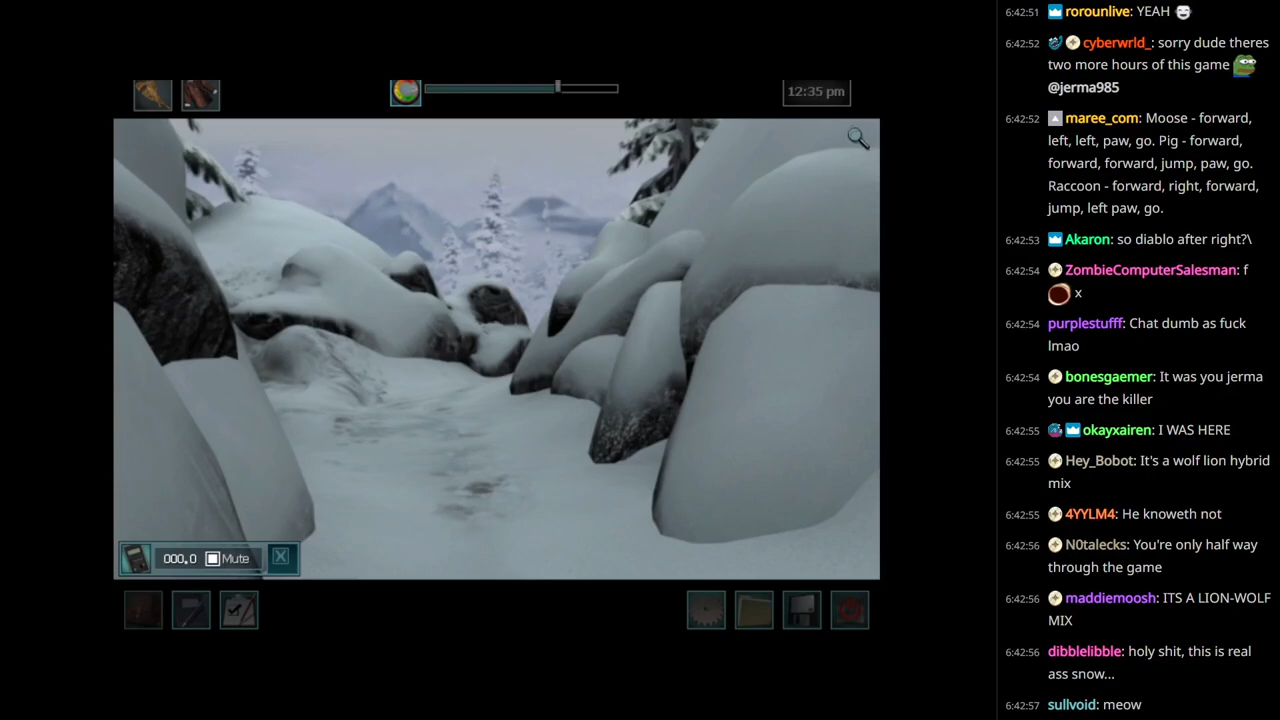 12:35 pm
000.0 Mute X
6:42:51 rorounlive: YEAH
6:42:52 cyberwrld_: sorry dude theres
two more hours of this game
@jerma985
6:42:52 maree_com: Moose - forward,
left, left, paw, go. Pig - forward,
forward, forward, jump, paw, go.
Raccoon - forward, right, forward,
jump, left paw, go.
6:42:53 Akaron: so diablo after right?\
6:42:54 ZombieComputerSalesman: f
x
6:42:54 purplestufff: Chat dumb as fuck
lmao
6:42:54 bonesgaemer: It was you jerma
you are the killer
6:42:55 okayxairen: I WAS HERE
6:42:55 Hey_Bobot: It's a wolf lion hybrid
mix
6:42:55 4YYLM4: He knoweth not
6:42:56 N0talecks: You're only half way
through the game
6:42:56 maddiemoosh: ITS A LION-WOLF
MIX
6:42:56 dibblelibble: holy shit, this is real
ass snow...
6:42:57 sullvoid: meow